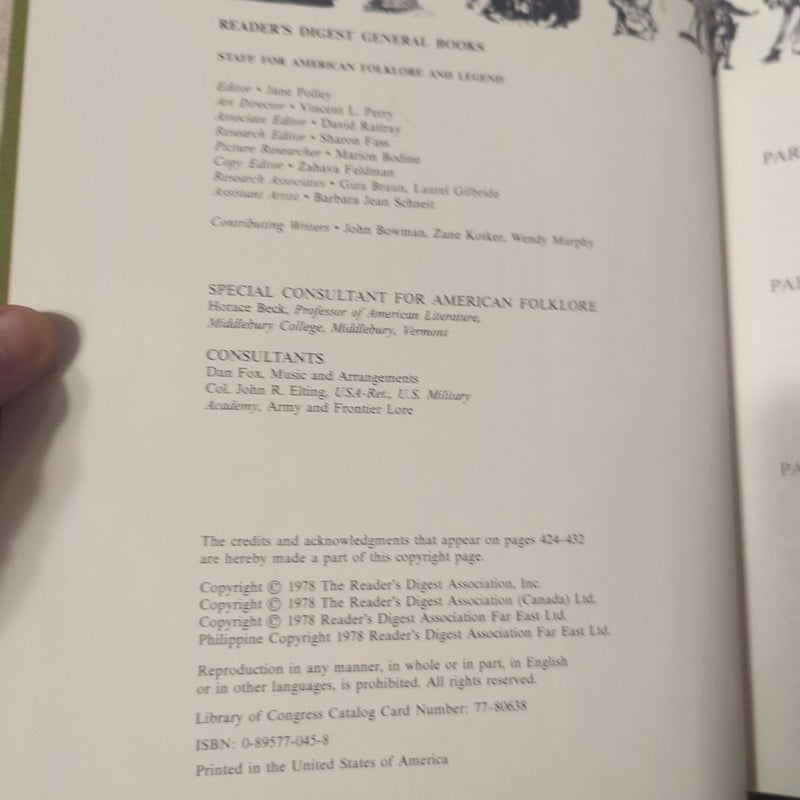 READER'S DIGEST GENERAL BOOKS
STAFF FOR AMERICAN FOLKLORE AND LEGEND
Editor • June Polley
Art Director • Vincent L. Perry
Associate Editor • David Rattray
Research Editor • Sharon Fass
Picture Researcher • Marion Bodine
Copy Editor • Zahava Feldman
Research Associates • Gina Braun, Laurel Gilbride
Assistant Artist • Barbara Jean Schneit
Contributing Writers • John Bowman, Zane Kotker, Wendy Murphy
SPECIAL CONSULTANT FOR AMERICAN FOLKLORE
Horace Beck, Professor of American Literature,
Middlebury College, Middlebury, Vermont
CONSULTANTS
Dan Fox, Music and Arrangements
Col. John R. Elting, USA-Ret., U.S. Military
Academy, Army and Frontier Lore
The credits and acknowledgments that appear on pages 424-432
are hereby made a part of this copyright page.
Copyright © 1978 The Reader's Digest Association, Inc.
Copyright © 1978 The Reader's Digest Association (Canada) Ltd.
Copyright © 1978 Reader's Digest Association Far East Ltd.
Philippine Copyright 1978 Reader's Digest Association Far East Ltd.
Reproduction in any manner, in whole or in part, in English
or in other languages, is prohibited. All rights reserved.
Library of Congress Catalog Card Number: 77-80638
ISBN: 0-89577-045-8
Printed in the United States of America